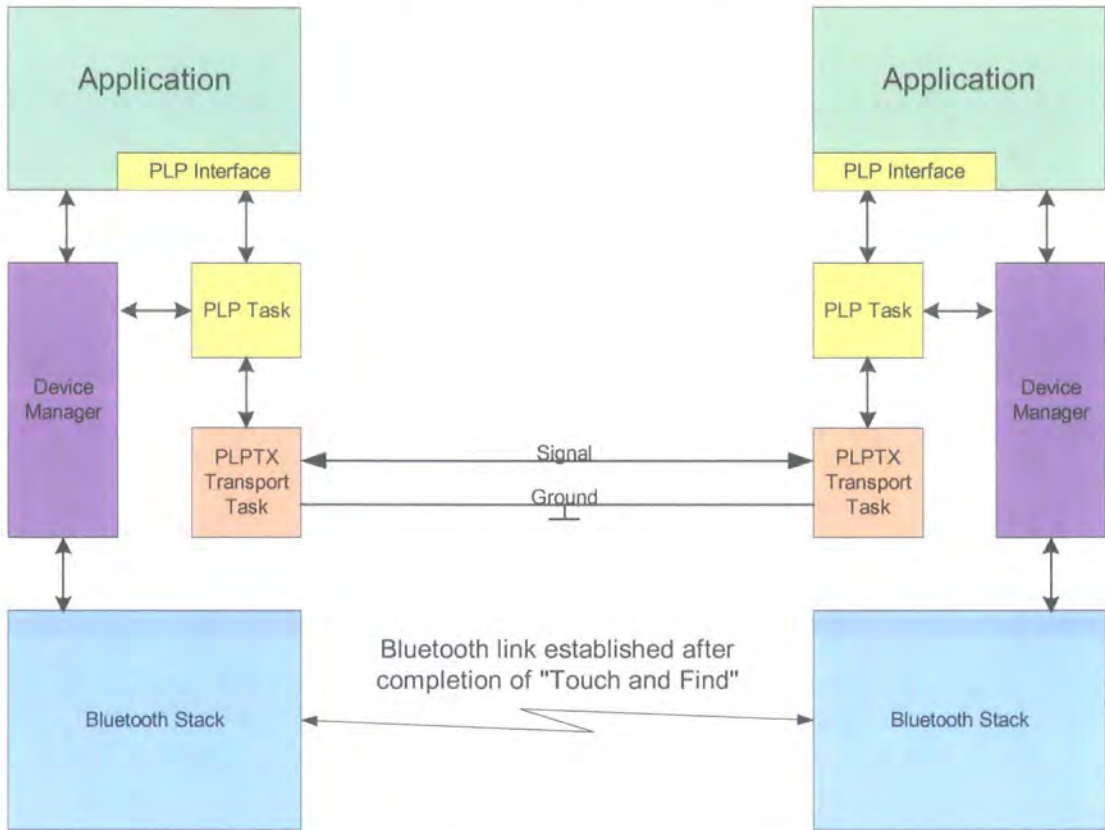 Application
Application
PLP Interface
PLP Interface
PLP Task
PLP Task
Device
Manager
Device
Manager
PLPTX
Transport
Task
Signal
Ground
PLPTX
Transport
Task
Bluetooth link established after
completion of "Touch and Find"
Bluetooth Stack
Bluetooth Stack